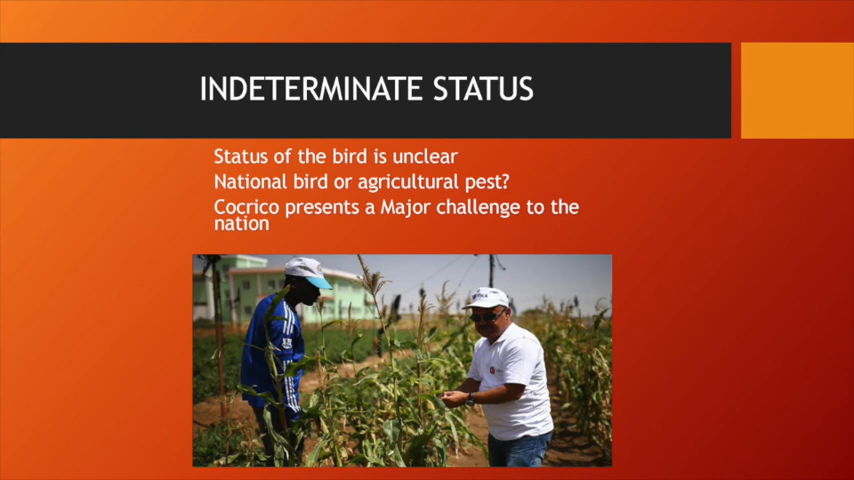 INDETERMINATE STATUS
Status of the bird is unclear
National bird or agricultural pest?
Cocrico presents a Major challenge to the
nation